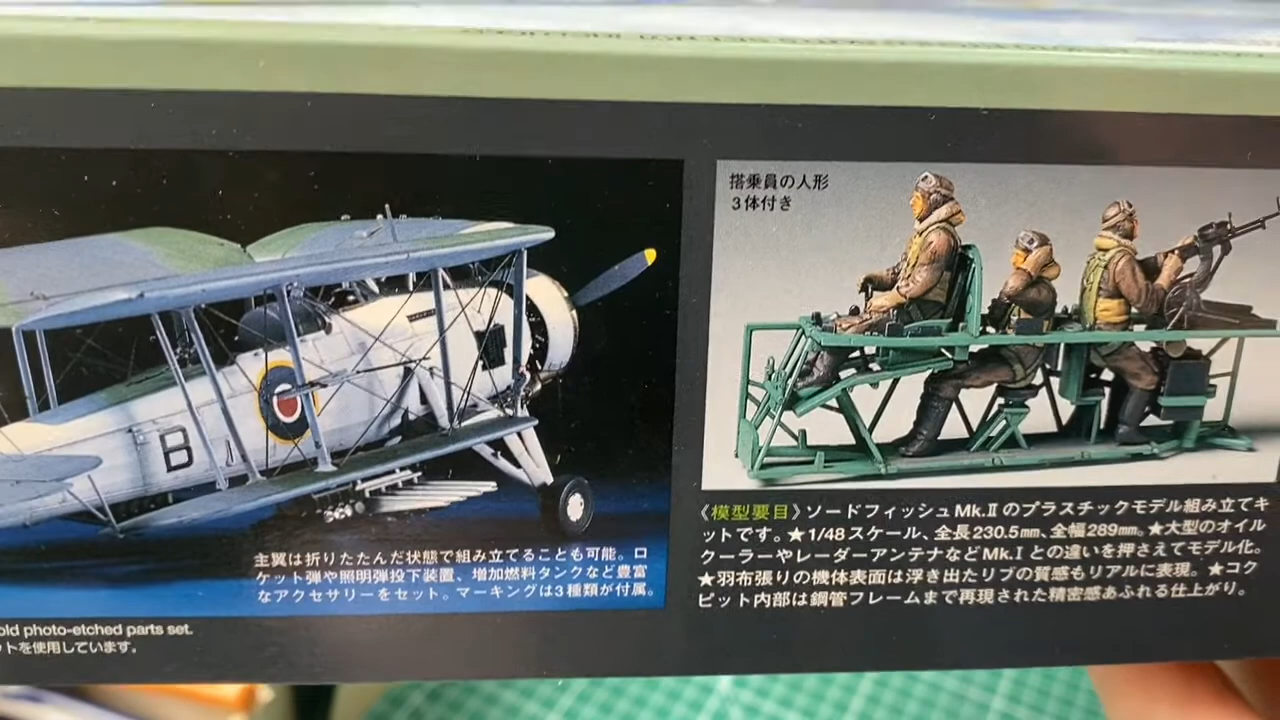 B
主翼は折りたたんだ状態で組み立てることも可能。ロ
ケット弾や照明弾投下装置、増加燃料タンクなど豊富
なアクセサリーをセット。マーキングは3種類が付属。
old photo-etched parts set.
ットを使用しています。
搭乗員の人形
3体付き
《模型要目》ソードフィッシュMk.Ⅱのプラスチックモデル組み立てキ
ットです。★1/48スケール、全長230.5mm、全幅289mm。★大型のオイル
クーラーやレーダーアンテナなどMk.Ⅰとの違いを押さえてモデル化。
★羽布張りの機体表面は浮き出たリブの質感もリアルに表現。★コク
ピット内部は鋼管フレームまで再現された精密感あふれる仕上がり。